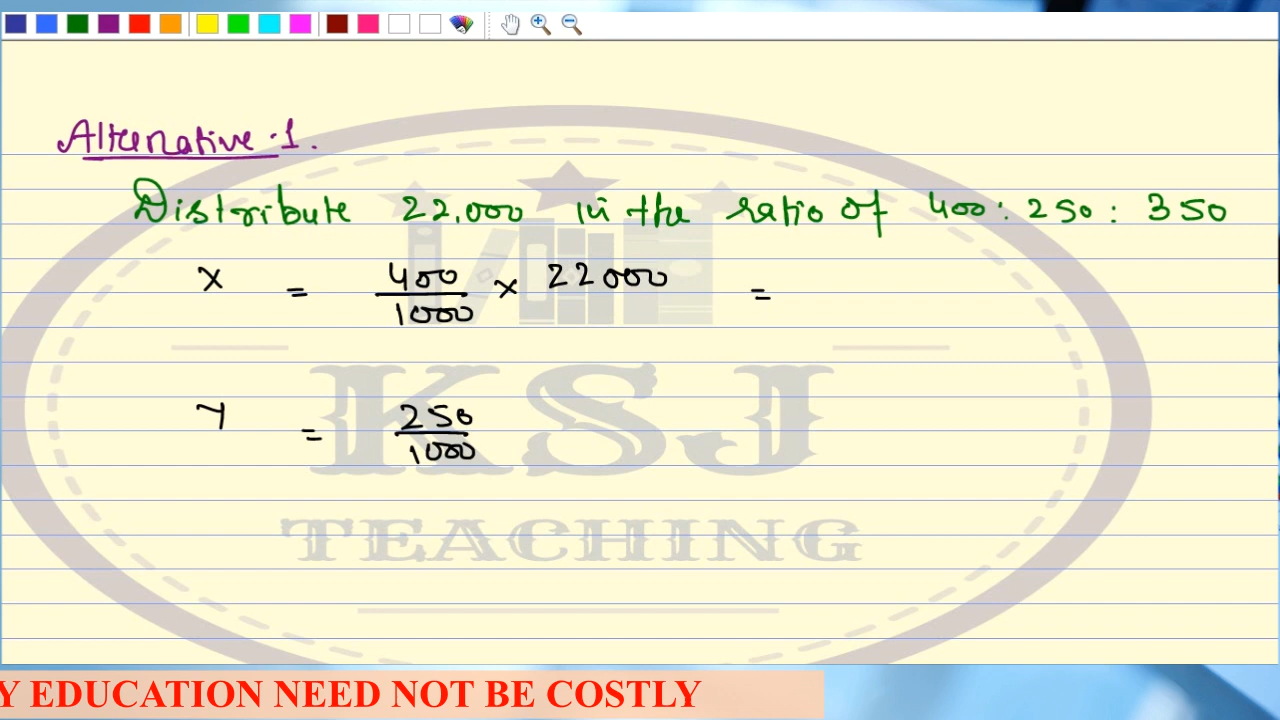 Alternative.1.
Distribute 22,000 in the ratio of 400 : 250 : 350
X = 400/1000 × 22000 =
Y = 250/1000
KSJ
TEACHING
Y EDUCATION NEED NOT BE COSTLY